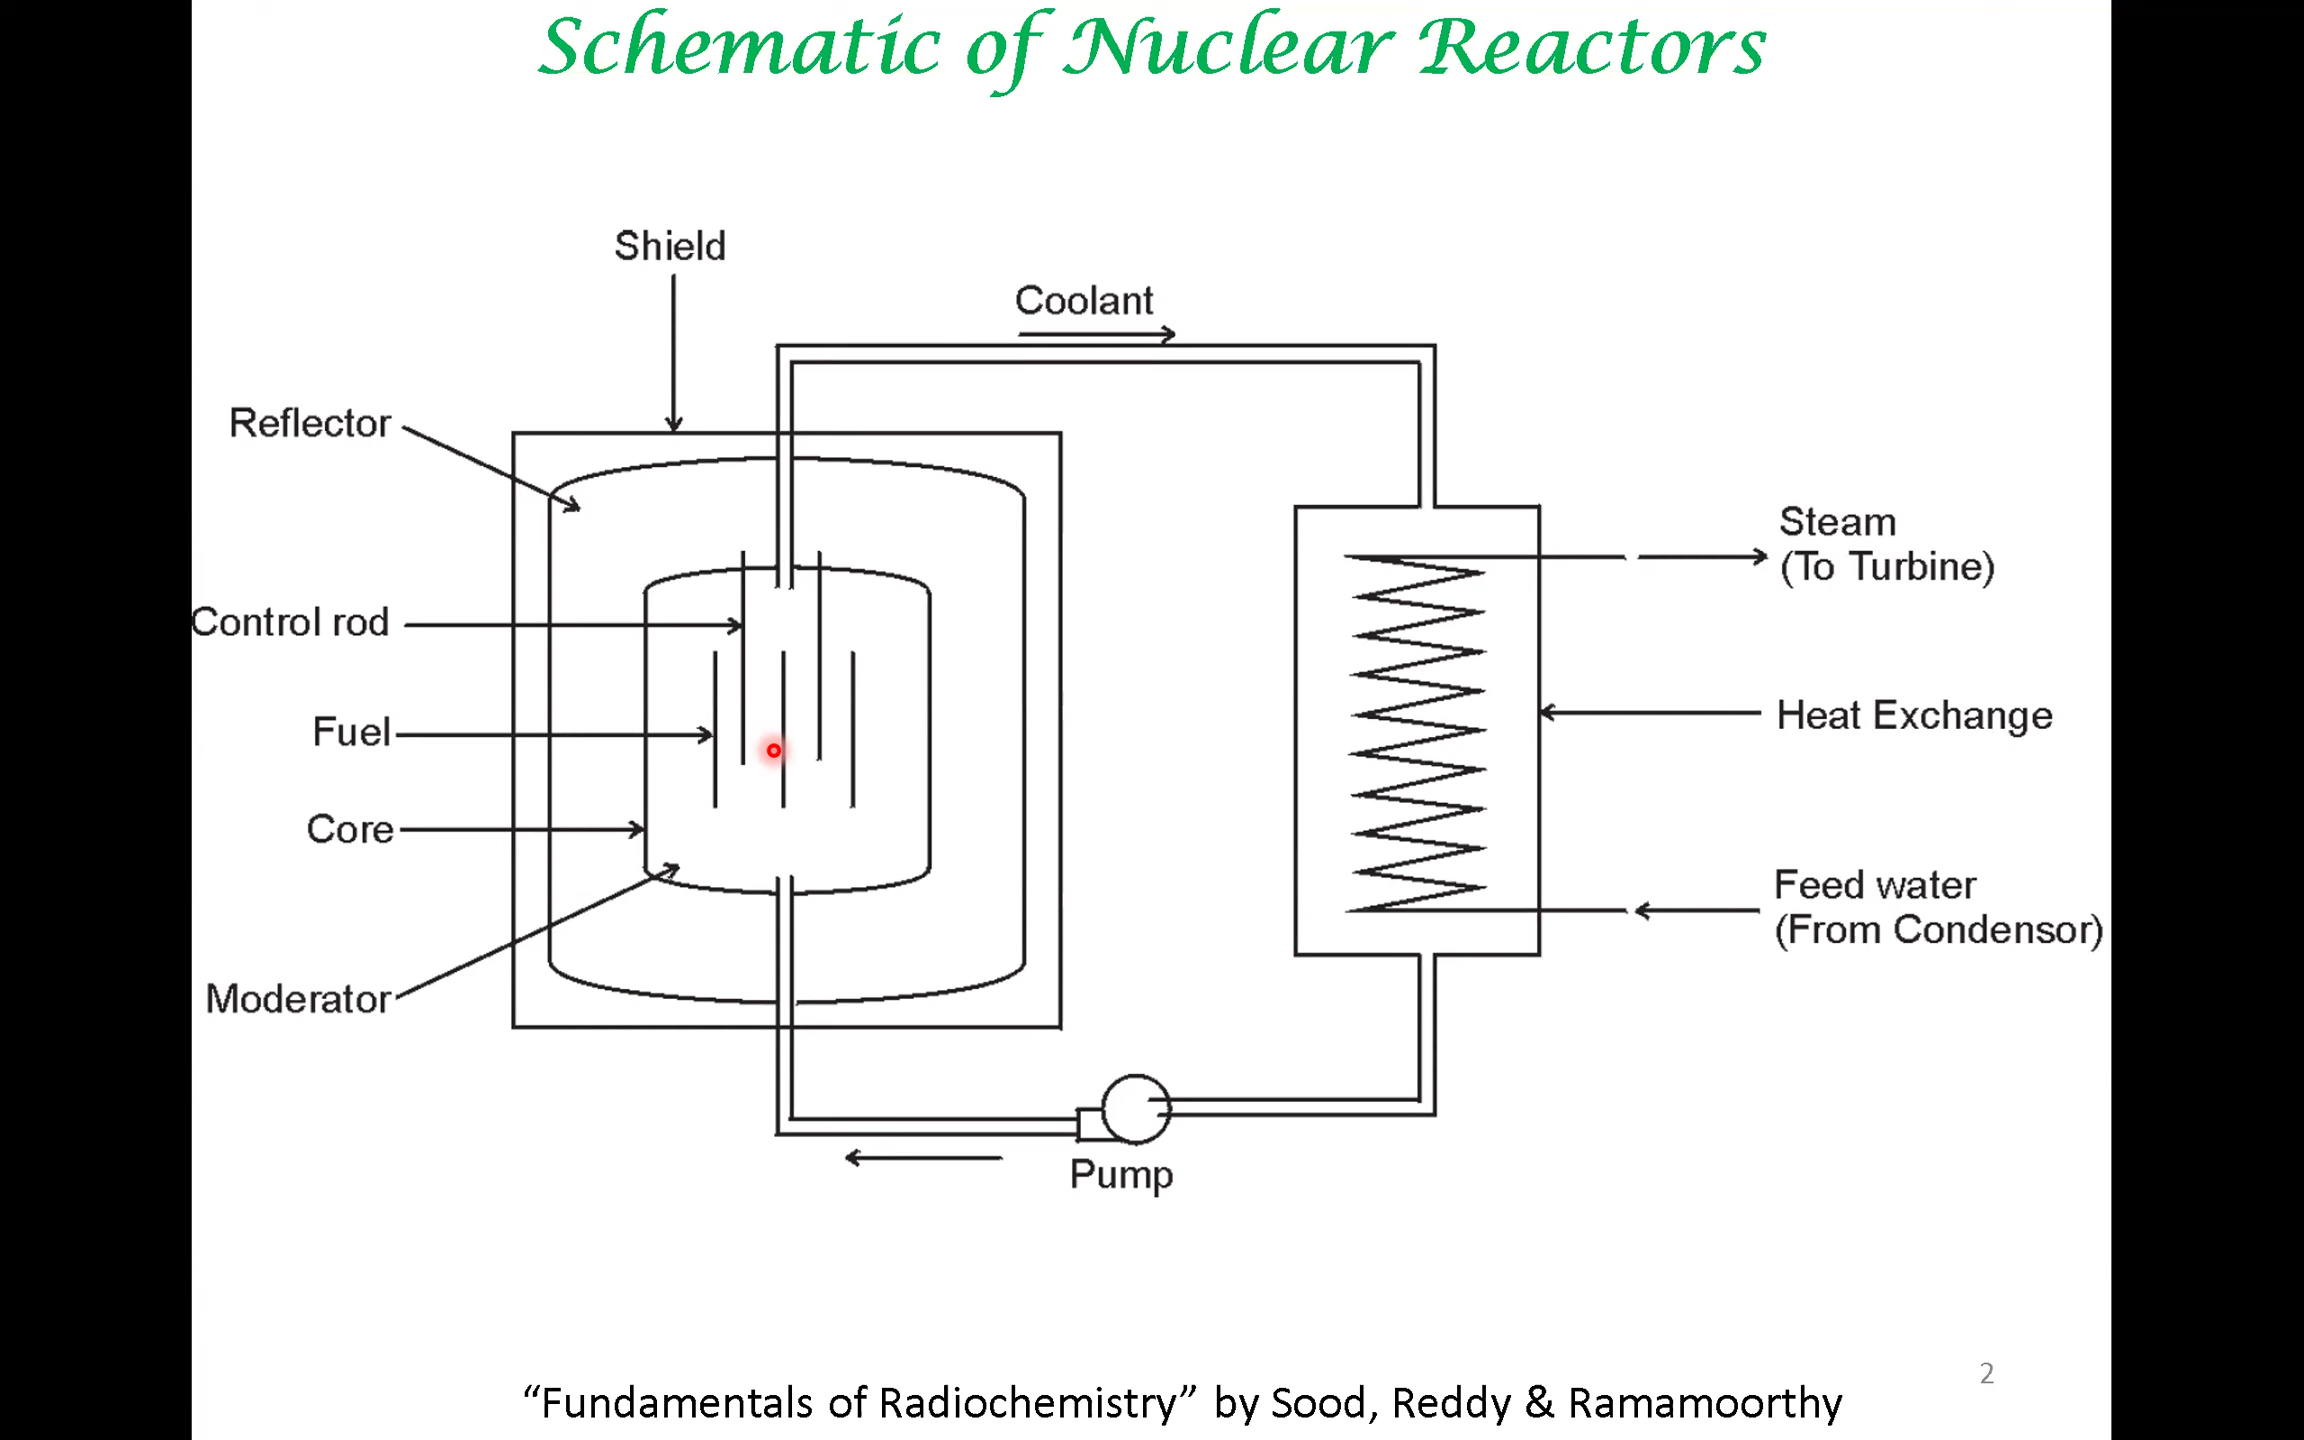 Schematic of Nuclear Reactors
Shield
Coolant
Reflector
Steam
(To Turbine)
Control rod
Heat Exchange
Fuel
Core
Feed water
(From Condensor)
Moderator
Pump
2
“Fundamentals of Radiochemistry” by Sood, Reddy & Ramamoorthy